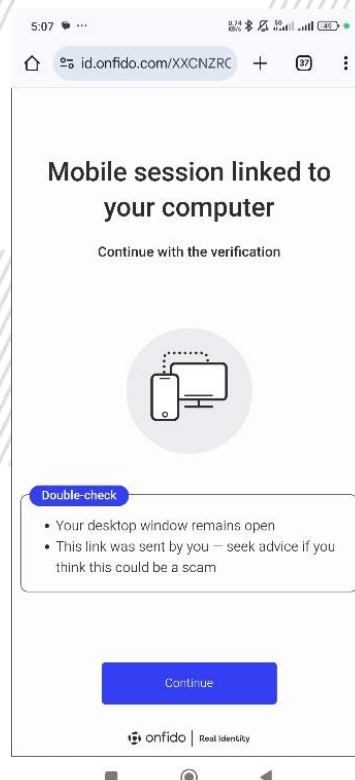 5:07
id.onfido.com/XXCNZRC
37
Mobile session linked to
your computer
Continue with the verification
Double-check
• Your desktop window remains open
• This link was sent by you — seek advice if you
think this could be a scam
Continue
onfido | Real Identity